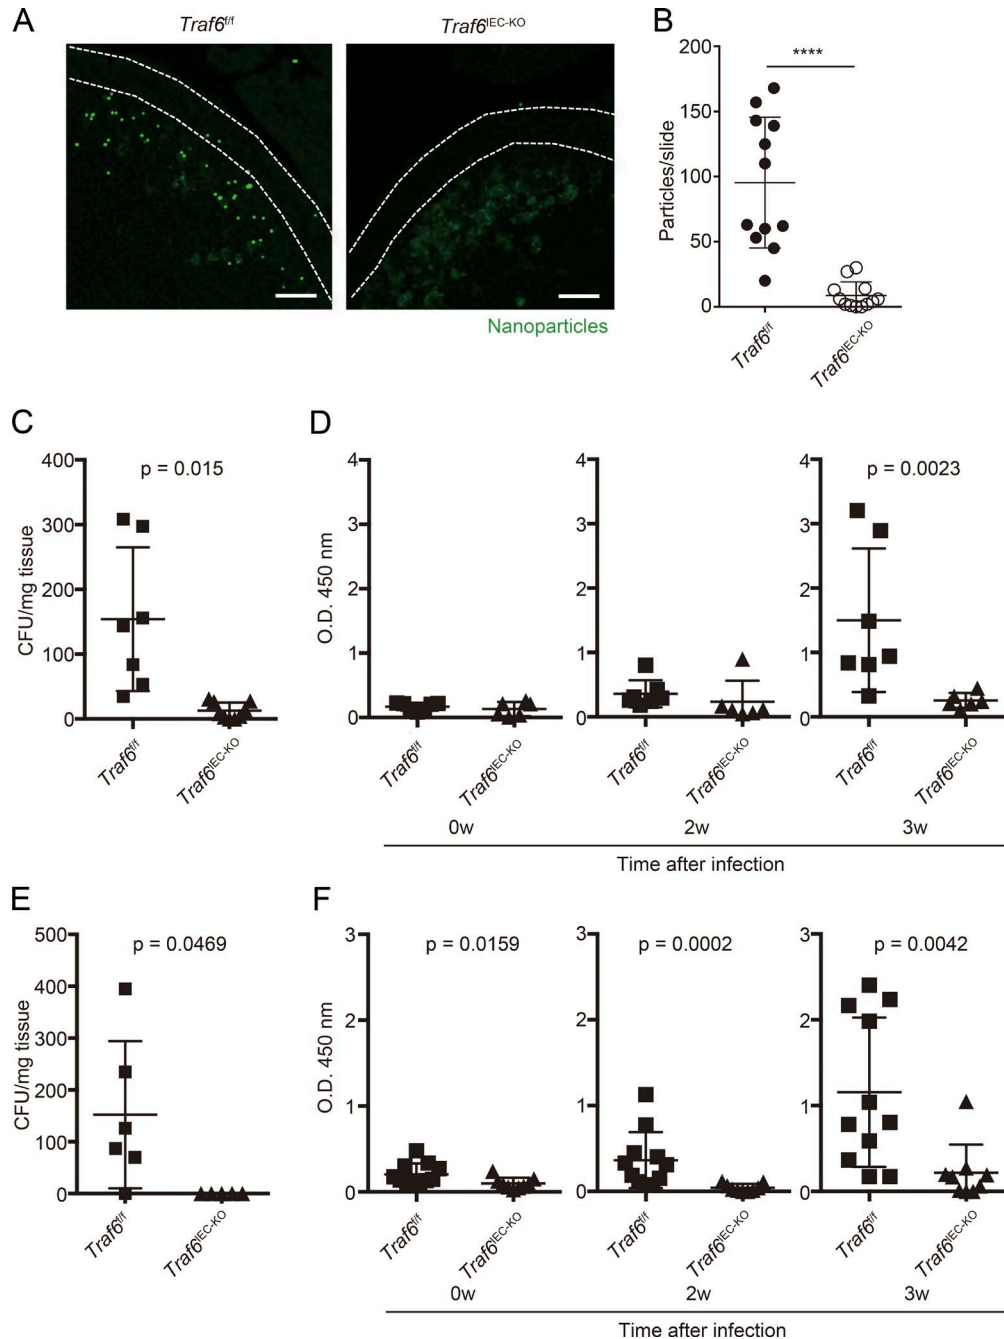 A
Traf6f/f
Traf6IEC-KO
Nanoparticles
B
200
150
100
50
0
Particles/slide
****
Traf6f/f
Traf6IEC-KO
C
400
300
200
100
0
CFU/mg tissue
p = 0.015
Traf6f/f
Traf6IEC-KO
D
4
3
2
1
0
O.D. 450 nm
Traf6f/f
Traf6IEC-KO
0w
4
3
2
1
0
Traf6f/f
Traf6IEC-KO
2w
4
3
2
1
0
p = 0.0023
Traf6f/f
Traf6IEC-KO
3w
Time after infection
E
500
400
300
200
100
0
CFU/mg tissue
p = 0.0469
Traf6f/f
Traf6IEC-KO
F
3
2
1
0
O.D. 450 nm
p = 0.0159
Traf6f/f
Traf6IEC-KO
0w
3
2
1
0
p = 0.0002
Traf6f/f
Traf6IEC-KO
2w
3
2
1
0
p = 0.0042
Traf6f/f
Traf6IEC-KO
3w
Time after infection